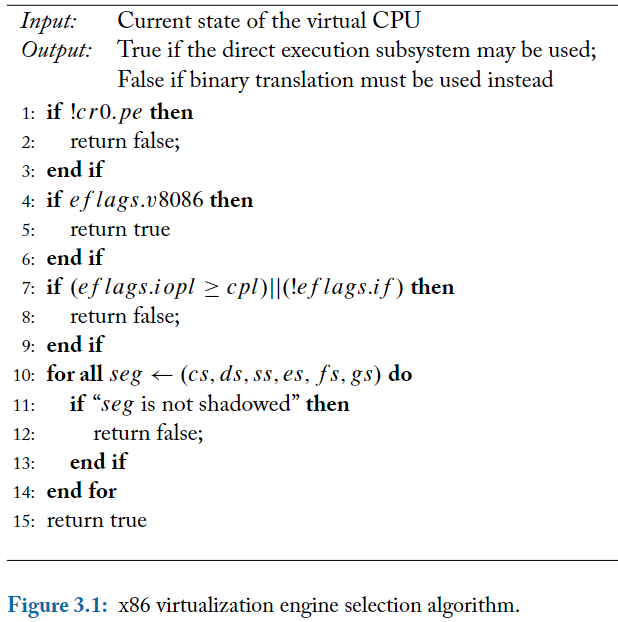 Input: Current state of the virtual CPU
Output: True if the direct execution subsystem may be used;
False if binary translation must be used instead
1: if !cr0.pe then
2: return false;
3: end if
4: if eflags.v8086 then
5: return true
6: end if
7: if (eflags.iopl ≥ cpl)||(!eflags.if) then
8: return false;
9: end if
10: for all seg ← (cs, ds, ss, es, fs, gs) do
11: if “seg is not shadowed” then
12: return false;
13: end if
14: end for
15: return true
Figure 3.1: x86 virtualization engine selection algorithm.